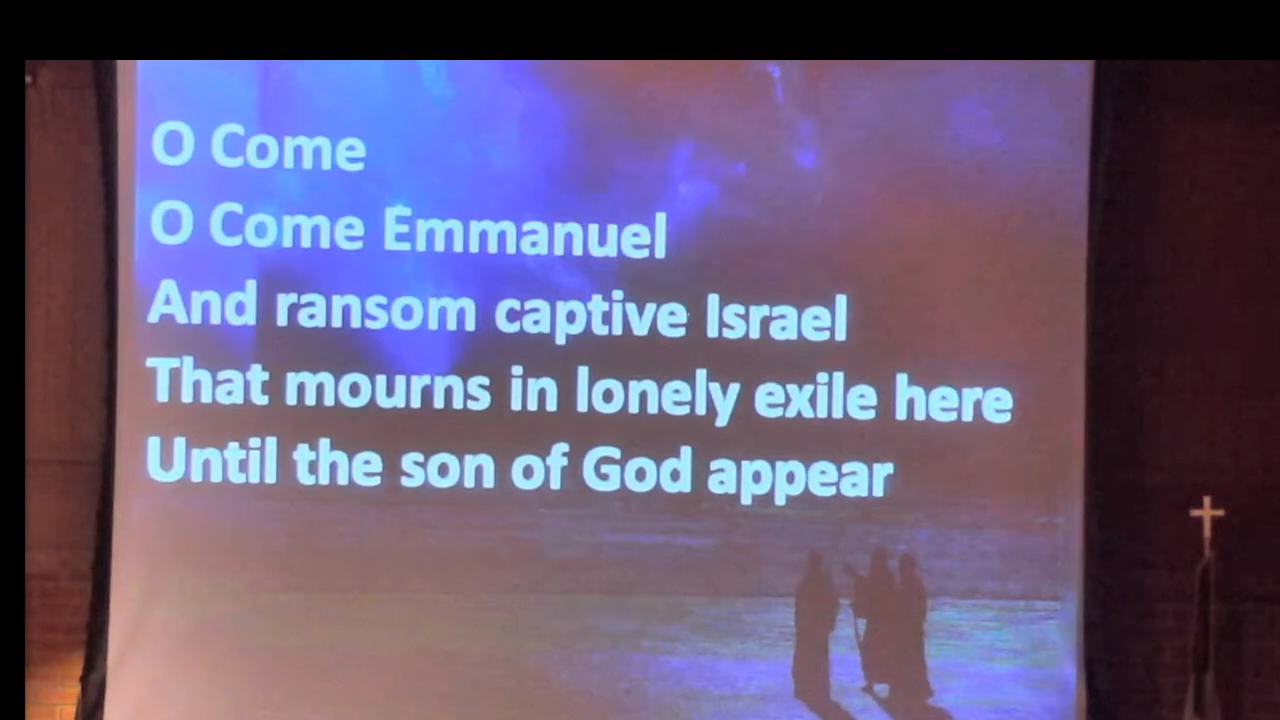 O Come
O Come Emmanuel
And ransom captive Israel
That mourns in lonely exile here
Until the son of God appear